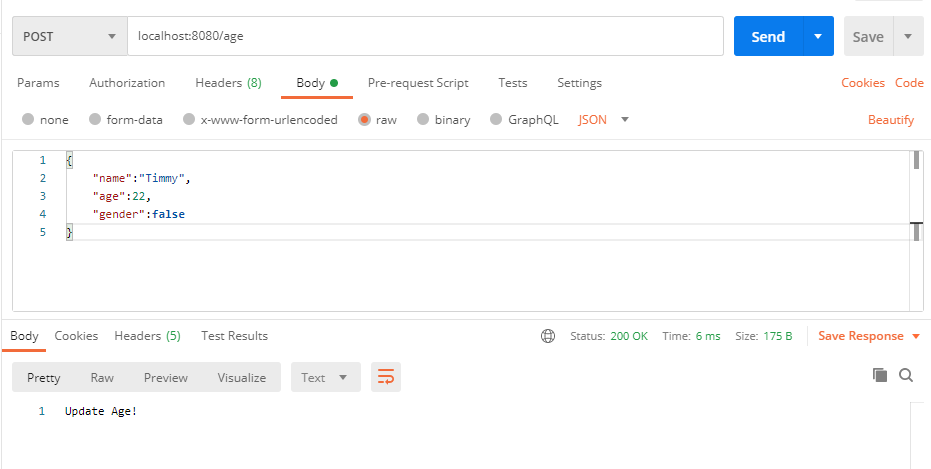 POST localhost:8080/age Send Save
Params Authorization Headers (8) Body Pre-request Script Tests Settings Cookies Code
none form-data x-www-form-urlencoded raw binary GraphQL JSON Beautify
1 {
2 "name":"Timmy",
3 "age":22,
4 "gender":false
5 }
Body Cookies Headers (5) Test Results Status: 200 OK Time: 6 ms Size: 175 B Save Response
Pretty Raw Preview Visualize Text
1 Update Age!